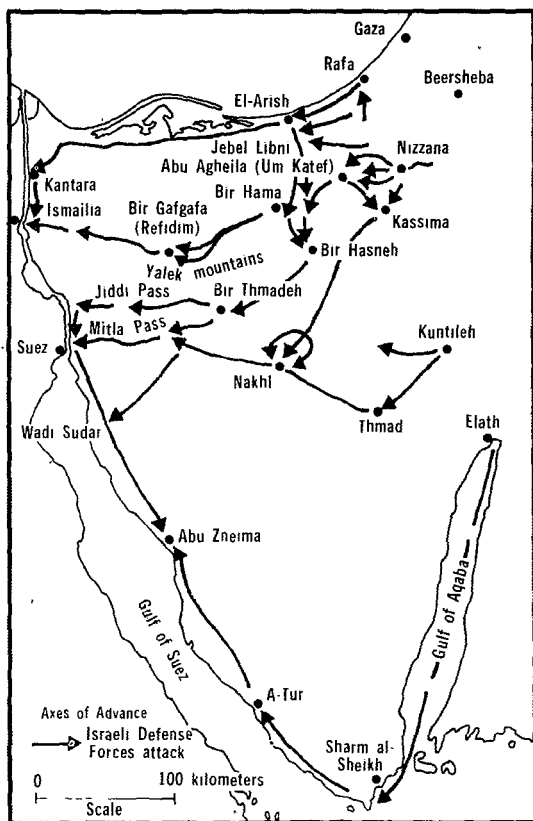 Gaza
Rafa
Beersheba
El-Arish
Jebel Libni
Abu Agheila (Um Katef)
Nizzana
Kantara
Ismailia
Bir Hama
Bir Gafgafa
(Refidim)
Kassima
Yalek mountains
Bir Hasneh
Jiddi Pass
Bir Thmadeh
Mitla Pass
Suez
Kuntileh
Nakhl
Thmad
Elath
Wadi Sudar
Abu Zneima
Gulf of Suez
Gulf of Aqaba
A-Tur
Axes of Advance
Israeli Defense
Forces attack
Sharm al-
Sheikh
0 100 kilometers
Scale